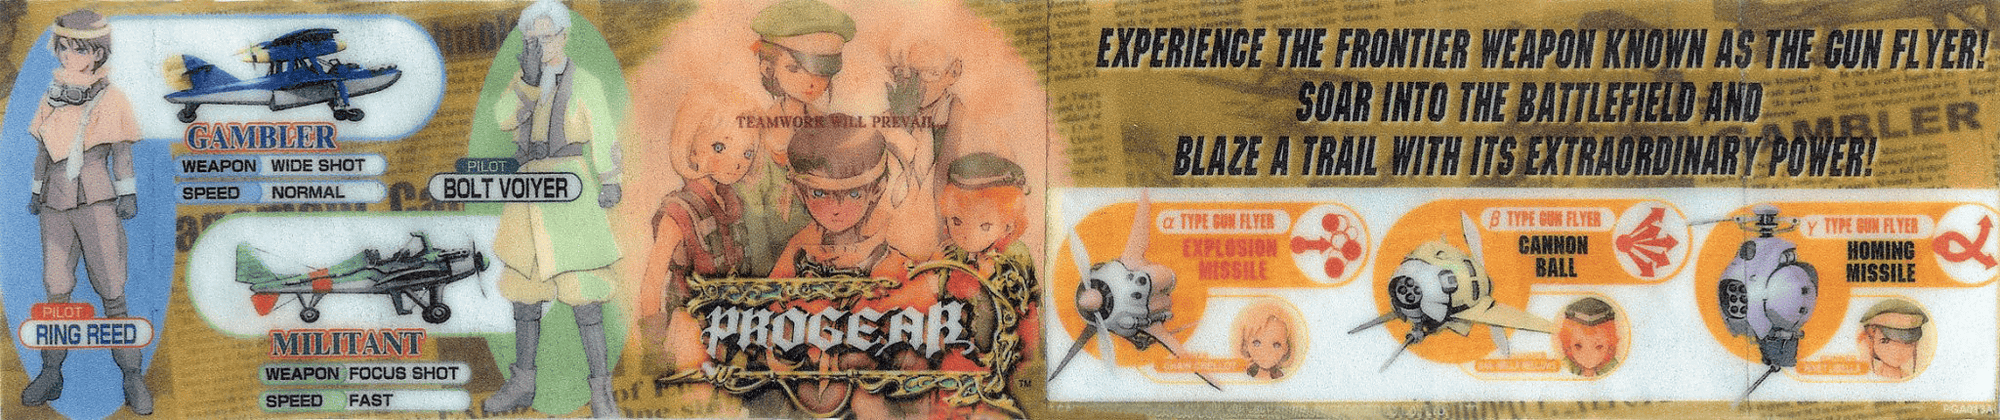 GAMBLER
WEAPON WIDE SHOT
SPEED NORMAL
PILOT
RING REED
PILOT
BOLT VOIYER
MILITANT
WEAPON FOCUS SHOT
SPEED FAST
TEAMWORK WILL PREVAIL...
PROGEAR
TM
EXPERIENCE THE FRONTIER WEAPON KNOWN AS THE GUN FLYER!
SOAR INTO THE BATTLEFIELD AND
BLAZE A TRAIL WITH ITS EXTRAORDINARY POWER!
GAMBLER
α TYPE GUN FLYER
EXPLOSION
MISSILE
β TYPE GUN FLYER
CANNON
BALL
γ TYPE GUN FLYER
HOMING
MISSILE